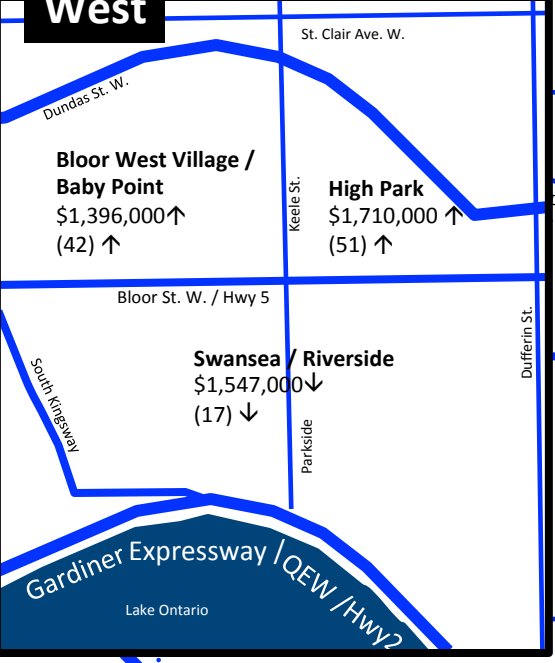 West
St. Clair Ave. W.
Dundas St. W.
Bloor West Village /
Baby Point
$1,396,000↑
(42) ↑
Keele St.
High Park
$1,710,000 ↑
(51) ↑
Bloor St. W. / Hwy 5
Dufferin St.
South Kingsway
Swansea / Riverside
$1,547,000↓
(17) ↓
Parkside
Gardiner Expressway / QEW /Hwy2
Lake Ontario